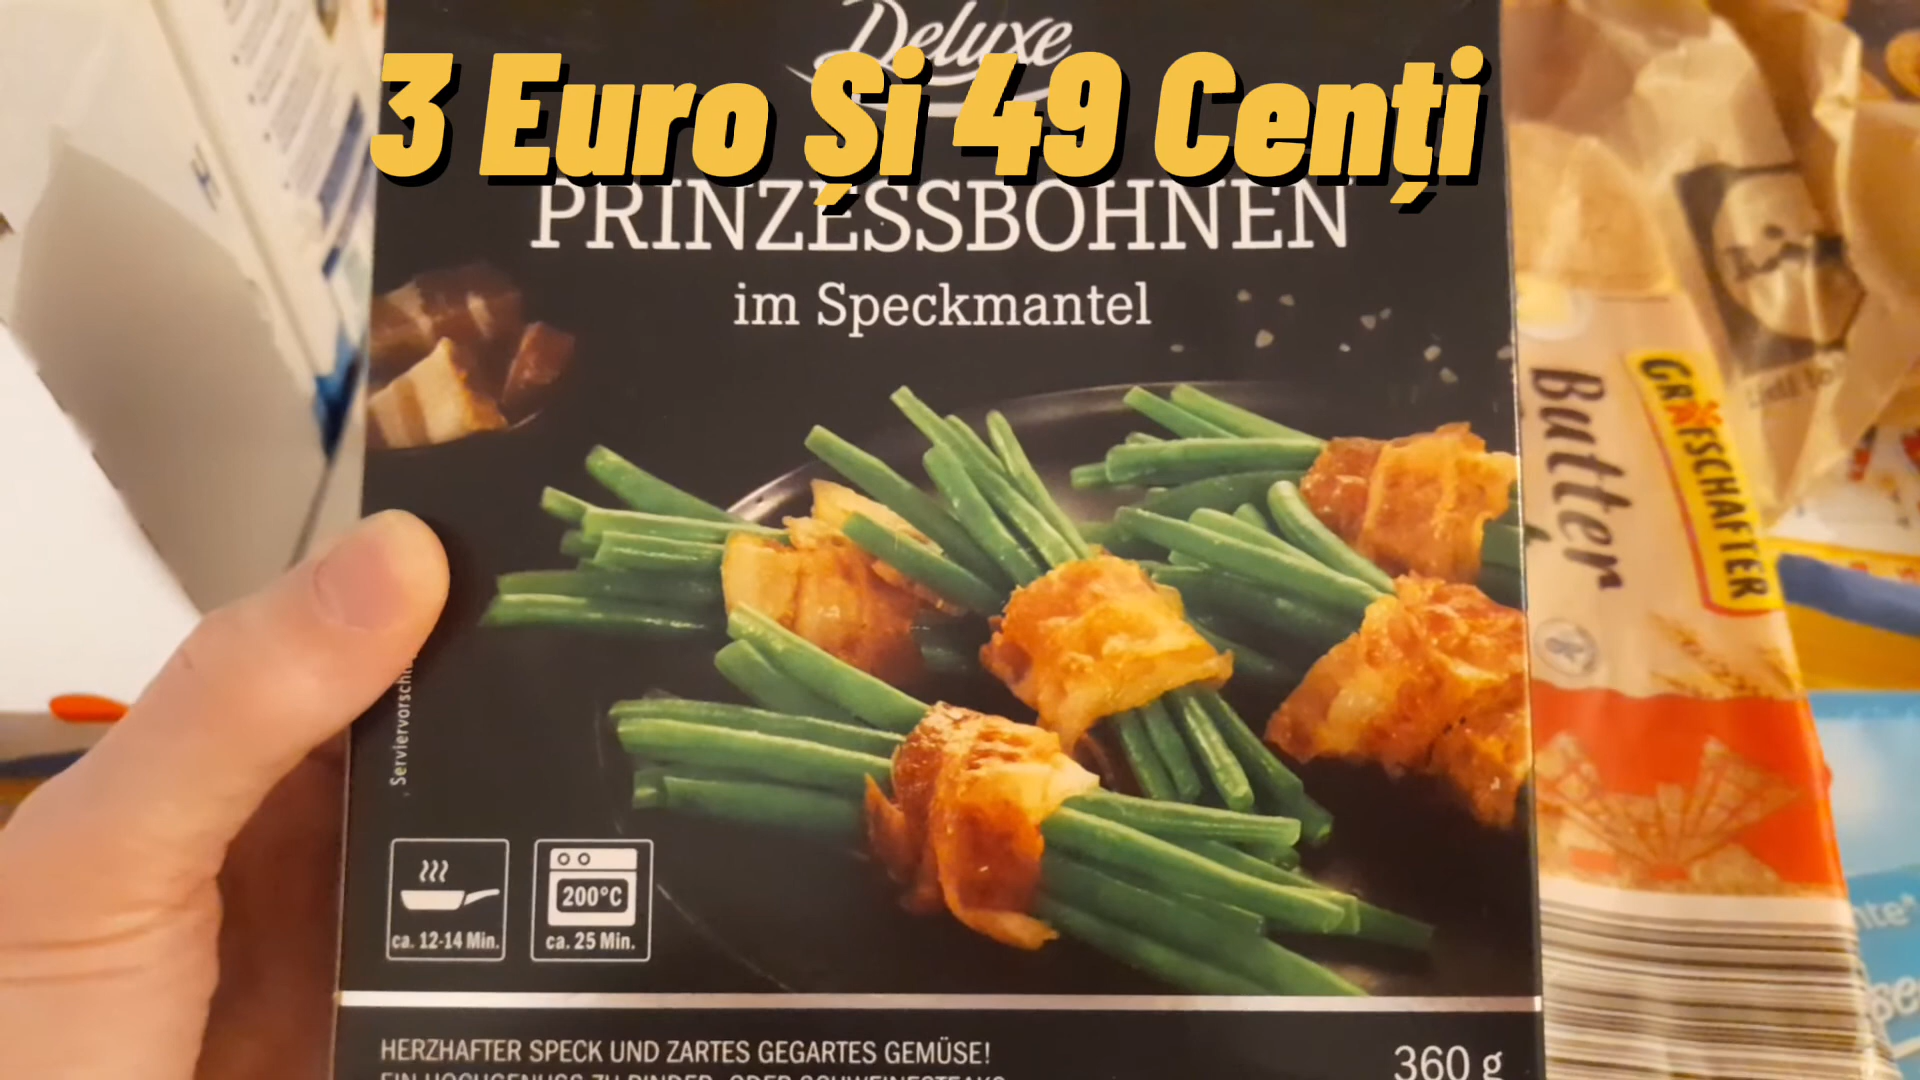 Deluxe
3 Euro Și 49 Cenți
PRINZESSBOHNEN
im Speckmantel
Butter
GRAFSCHAFTER
200°C
ca. 12-14 Min.
ca. 25 Min.
HERZHAFTER SPECK UND ZARTES GEGARTES GEMÜSE!
360 g